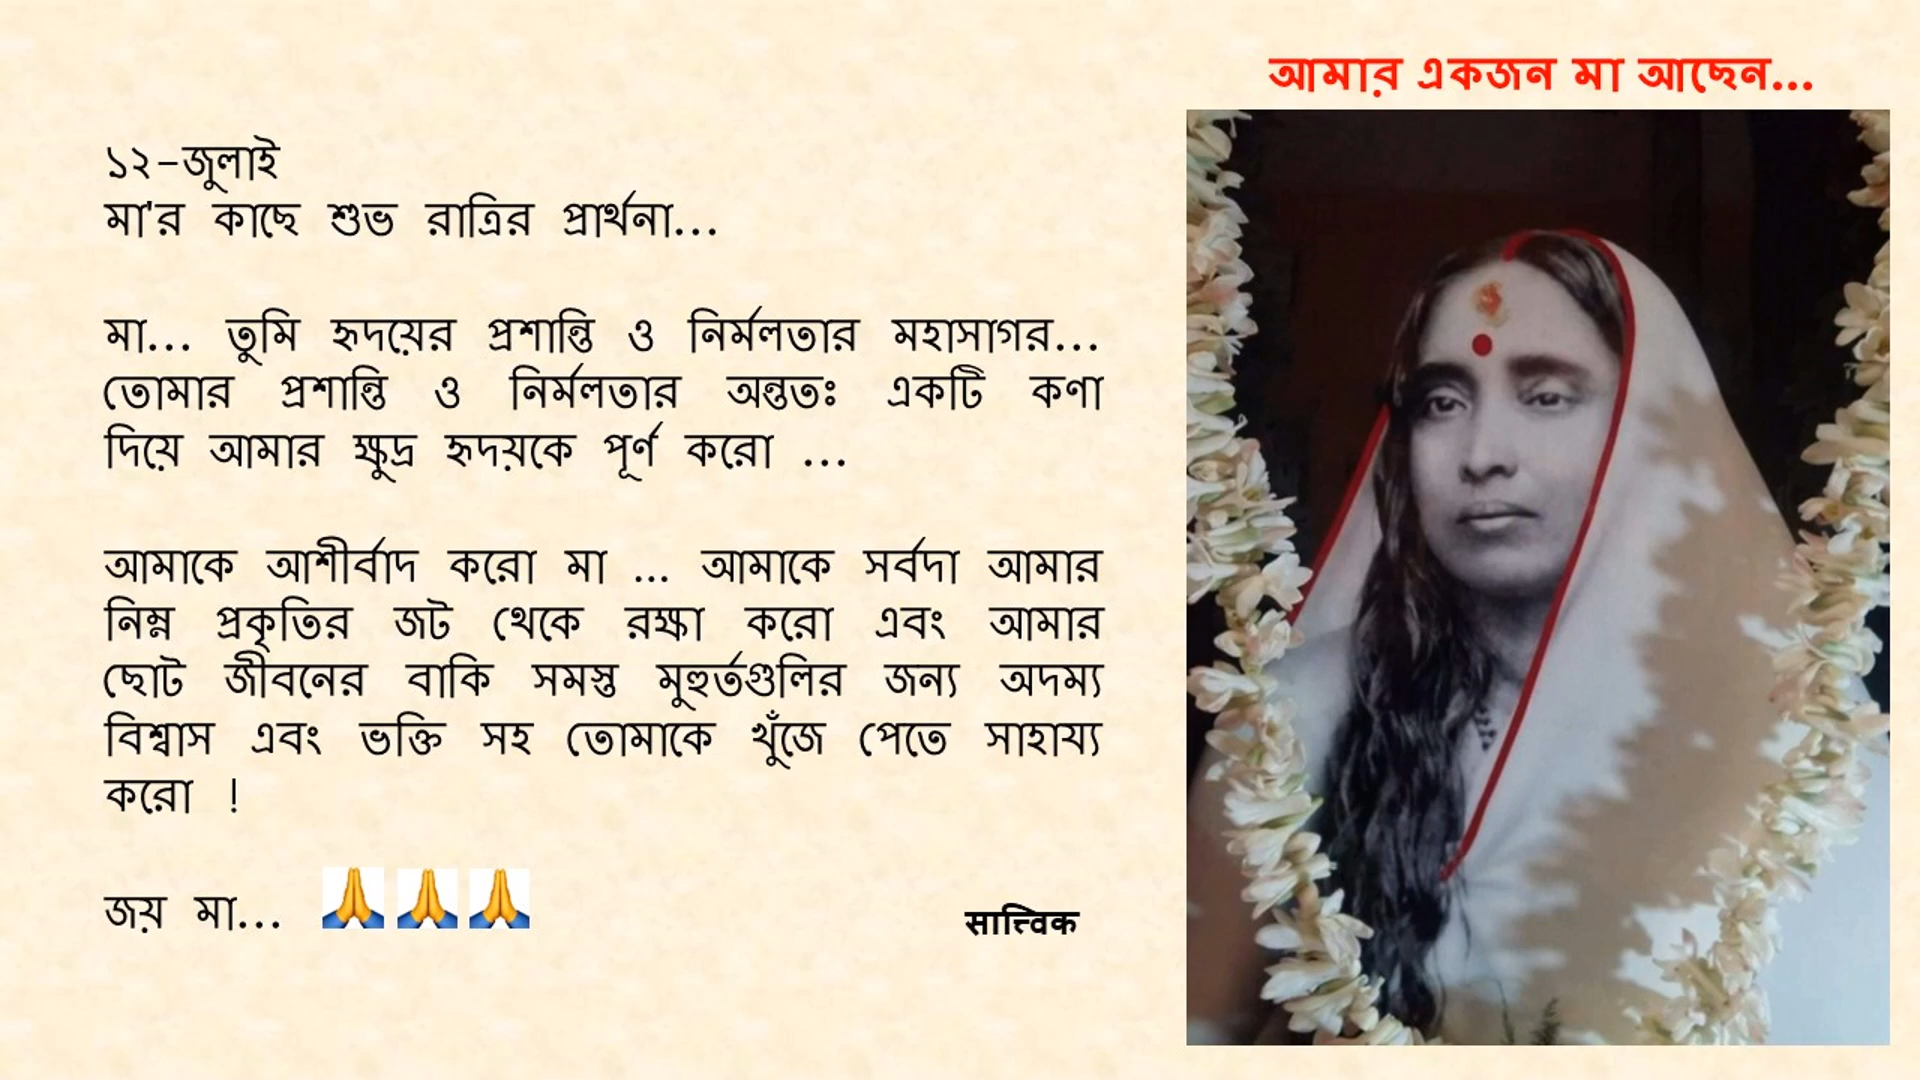 আমার একজন মা আছেন...
১২-জুলাই
মা'র কাছে শুভ রাত্রির প্রার্থনা...
মা... তুমি হৃদয়ের প্রশান্তি ও নির্মলতার মহাসাগর...
তোমার প্রশান্তি ও নির্মলতার অন্ততঃ একটি কণা
দিয়ে আমার ক্ষুদ্র হৃদয়কে পূর্ণ করো ...
আমাকে আশীর্বাদ করো মা ... আমাকে সর্বদা আমার
নিম্ন প্রকৃতির জট থেকে রক্ষা করো এবং আমার
ছোট জীবনের বাকি সমস্ত মুহুর্তগুলির জন্য অদম্য
বিশ্বাস এবং ভক্তি সহ তোমাকে খুঁজে পেতে সাহায্য
করো !
জয় মা... 🙏🙏🙏
सात्त्विक